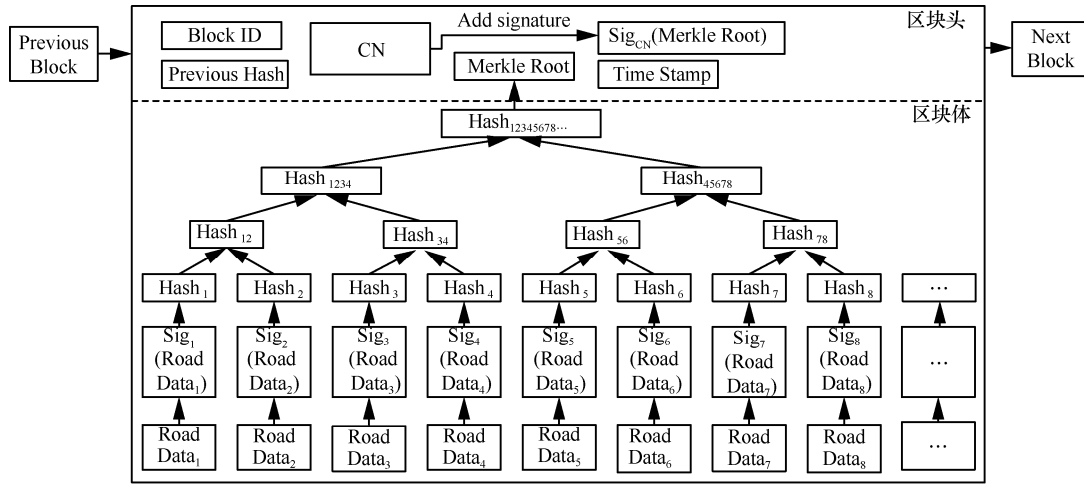 Previous
Block
Block ID
Previous Hash
CN
Add signature
Merkle Root
Sig_CN(Merkle Root)
Time Stamp
区块头
Next
Block
区块体
Hash_12345678…
Hash_1234
Hash_45678
Hash_12
Hash_34
Hash_56
Hash_78
Hash_1
Hash_2
Hash_3
Hash_4
Hash_5
Hash_6
Hash_7
Hash_8
…
Sig_1
(Road
Data_1)
Sig_2
(Road
Data_2)
Sig_3
(Road
Data_3)
Sig_4
(Road
Data_4)
Sig_5
(Road
Data_5)
Sig_6
(Road
Data_6)
Sig_7
(Road
Data_7)
Sig_8
(Road
Data_8)
…
Road
Data_1
Road
Data_2
Road
Data_3
Road
Data_4
Road
Data_5
Road
Data_6
Road
Data_7
Road
Data_8
…